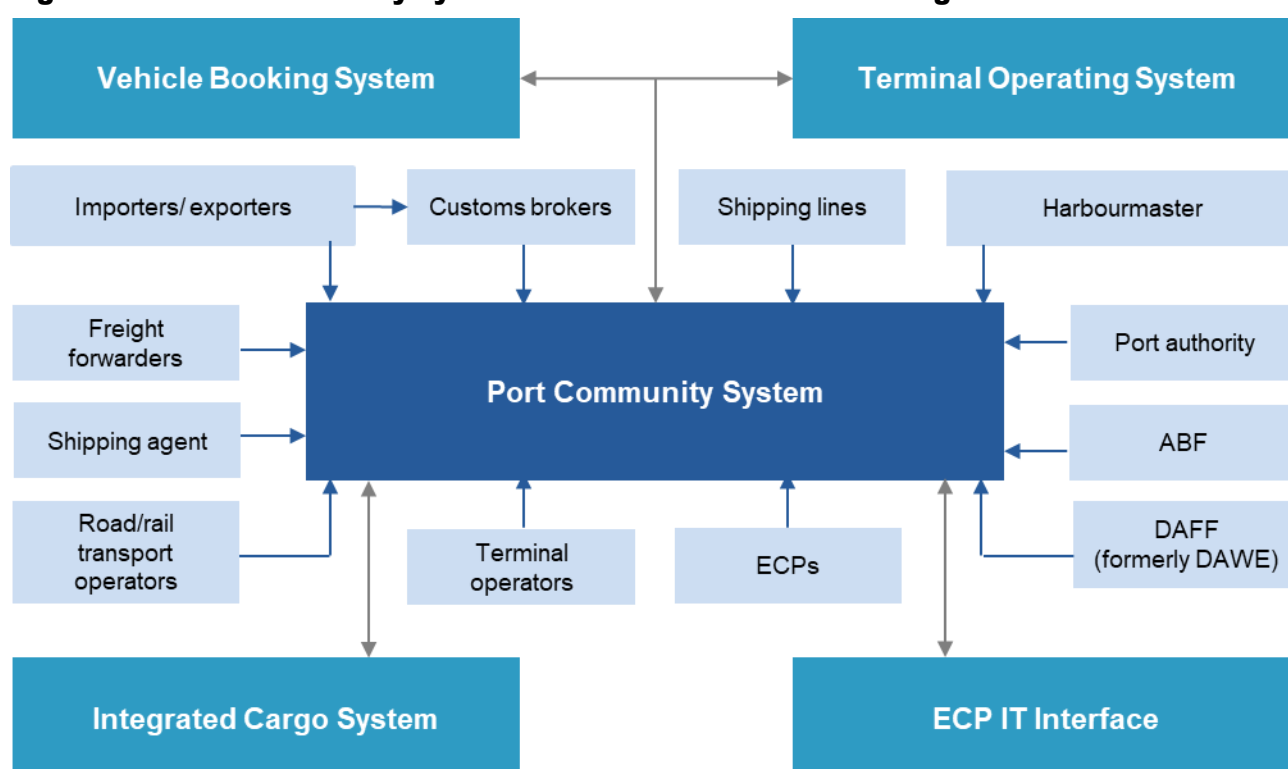 Vehicle Booking System
Terminal Operating System
Importers/ exporters
Customs brokers
Shipping lines
Harbourmaster
Freight
forwarders
Port authority
Port Community System
Shipping agent
ABF
Road/rail
transport
operators
Terminal
operators
ECPs
DAFF
(formerly DAWE)
Integrated Cargo System
ECP IT Interface